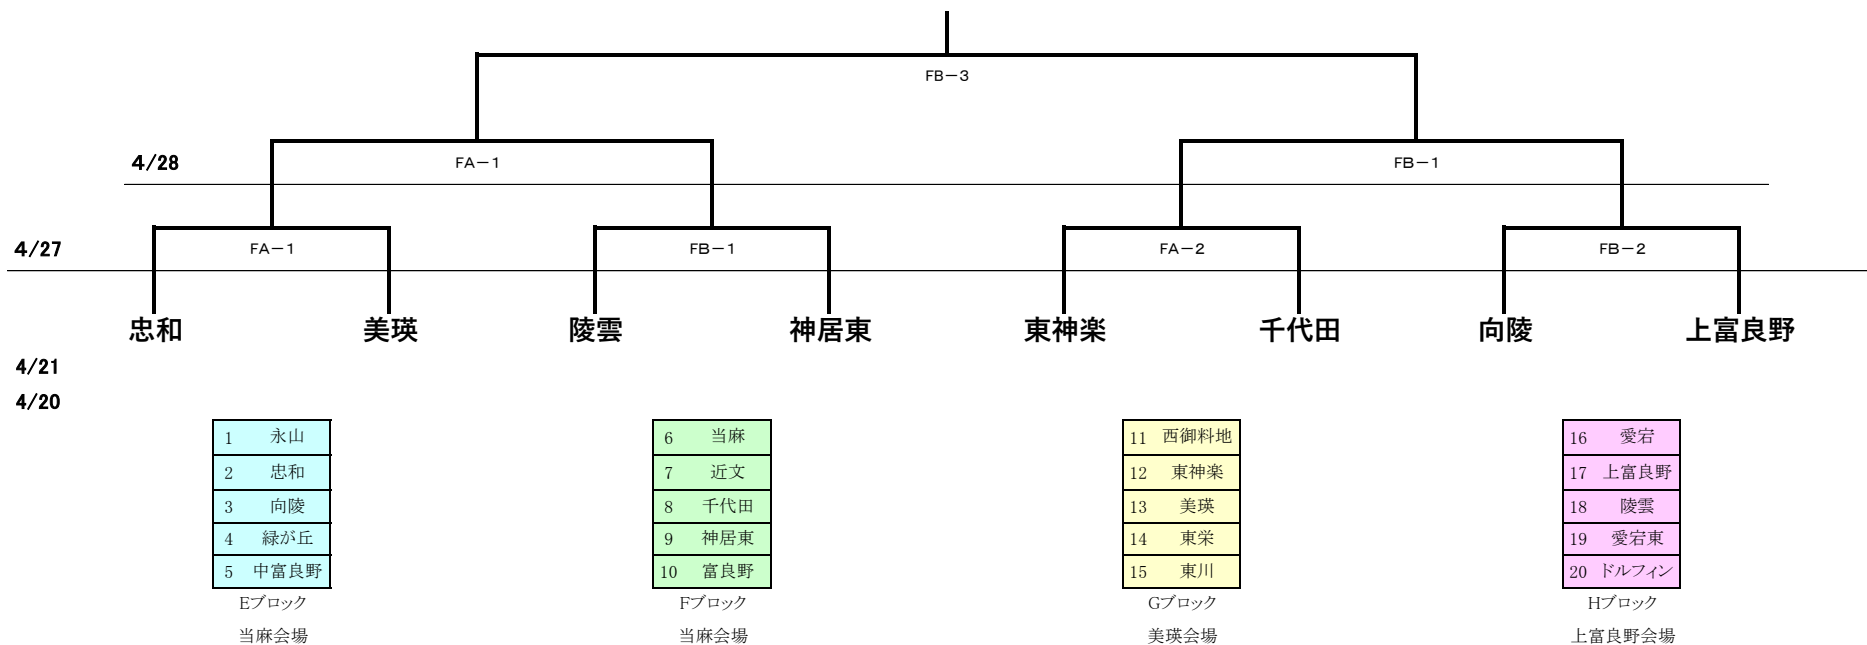 FB－3
4/28 FA－1 FB－1
4/27 FA－1 FB－1 FA－2 FB－2
忠和 美瑛 陵雲 神居東 東神楽 千代田 向陵 上富良野
4/21
4/20
1 永山 6 当麻 11 西御料地 16 愛宕
2 忠和 7 近文 12 東神楽 17 上富良野
3 向陵 8 千代田 13 美瑛 18 陵雲
4 緑が丘 9 神居東 14 東栄 19 愛宕東
5 中富良野 10 富良野 15 東川 20 ドルフィン
Eブロック Fブロック Gブロック Hブロック
当麻会場 当麻会場 美瑛会場 上富良野会場